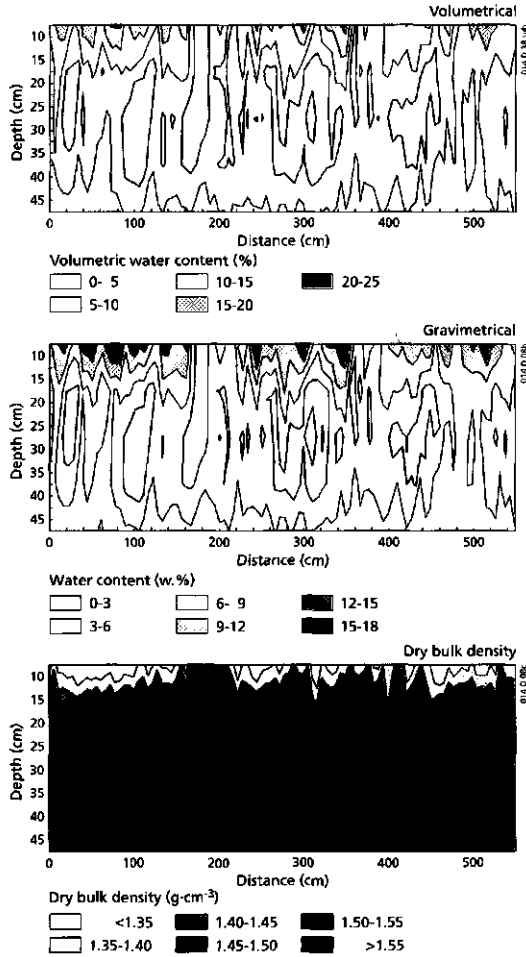 Volumetrical
10
15
20
25
30
35
40
45
Depth (cm)
0 100 200 300 400 500
Distance (cm)
Volumetric water content (%)
0- 5 10-15 20-25
5-10 15-20
Gravimetrical
10
15
20
25
30
35
40
45
Depth (cm)
0 100 200 300 400 500
Distance (cm)
Water content (w.%)
0-3 6- 9 12-15
3-6 9-12 15-18
Dry bulk density
014 D 08c
10
15
20
25
30
35
40
45
Depth (cm)
0 100 200 300 400 500
Distance (cm)
Dry bulk density (g·cm⁻³)
<1.35 1.40-1.45 1.50-1.55
1.35-1.40 1.45-1.50 >1.55